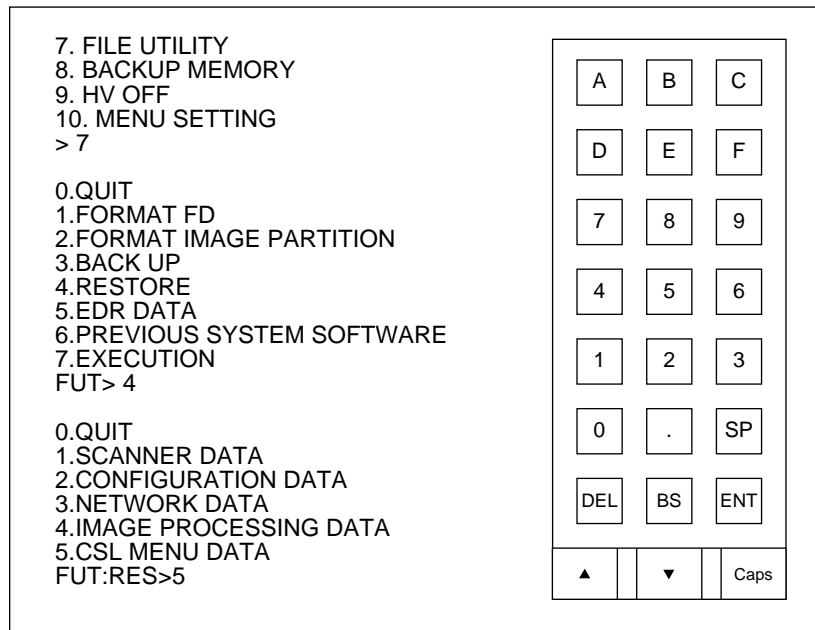 7. FILE UTILITY
8. BACKUP MEMORY
9. HV OFF
10. MENU SETTING
> 7
0.QUIT
1.FORMAT FD
2.FORMAT IMAGE PARTITION
3.BACK UP
4.RESTORE
5.EDR DATA
6.PREVIOUS SYSTEM SOFTWARE
7.EXECUTION
FUT> 4
0.QUIT
1.SCANNER DATA
2.CONFIGURATION DATA
3.NETWORK DATA
4.IMAGE PROCESSING DATA
5.CSL MENU DATA
FUT:RES>5
A B C
D E F
7 8 9
4 5 6
1 2 3
0 . SP
DEL BS ENT
▲ ▼ Caps